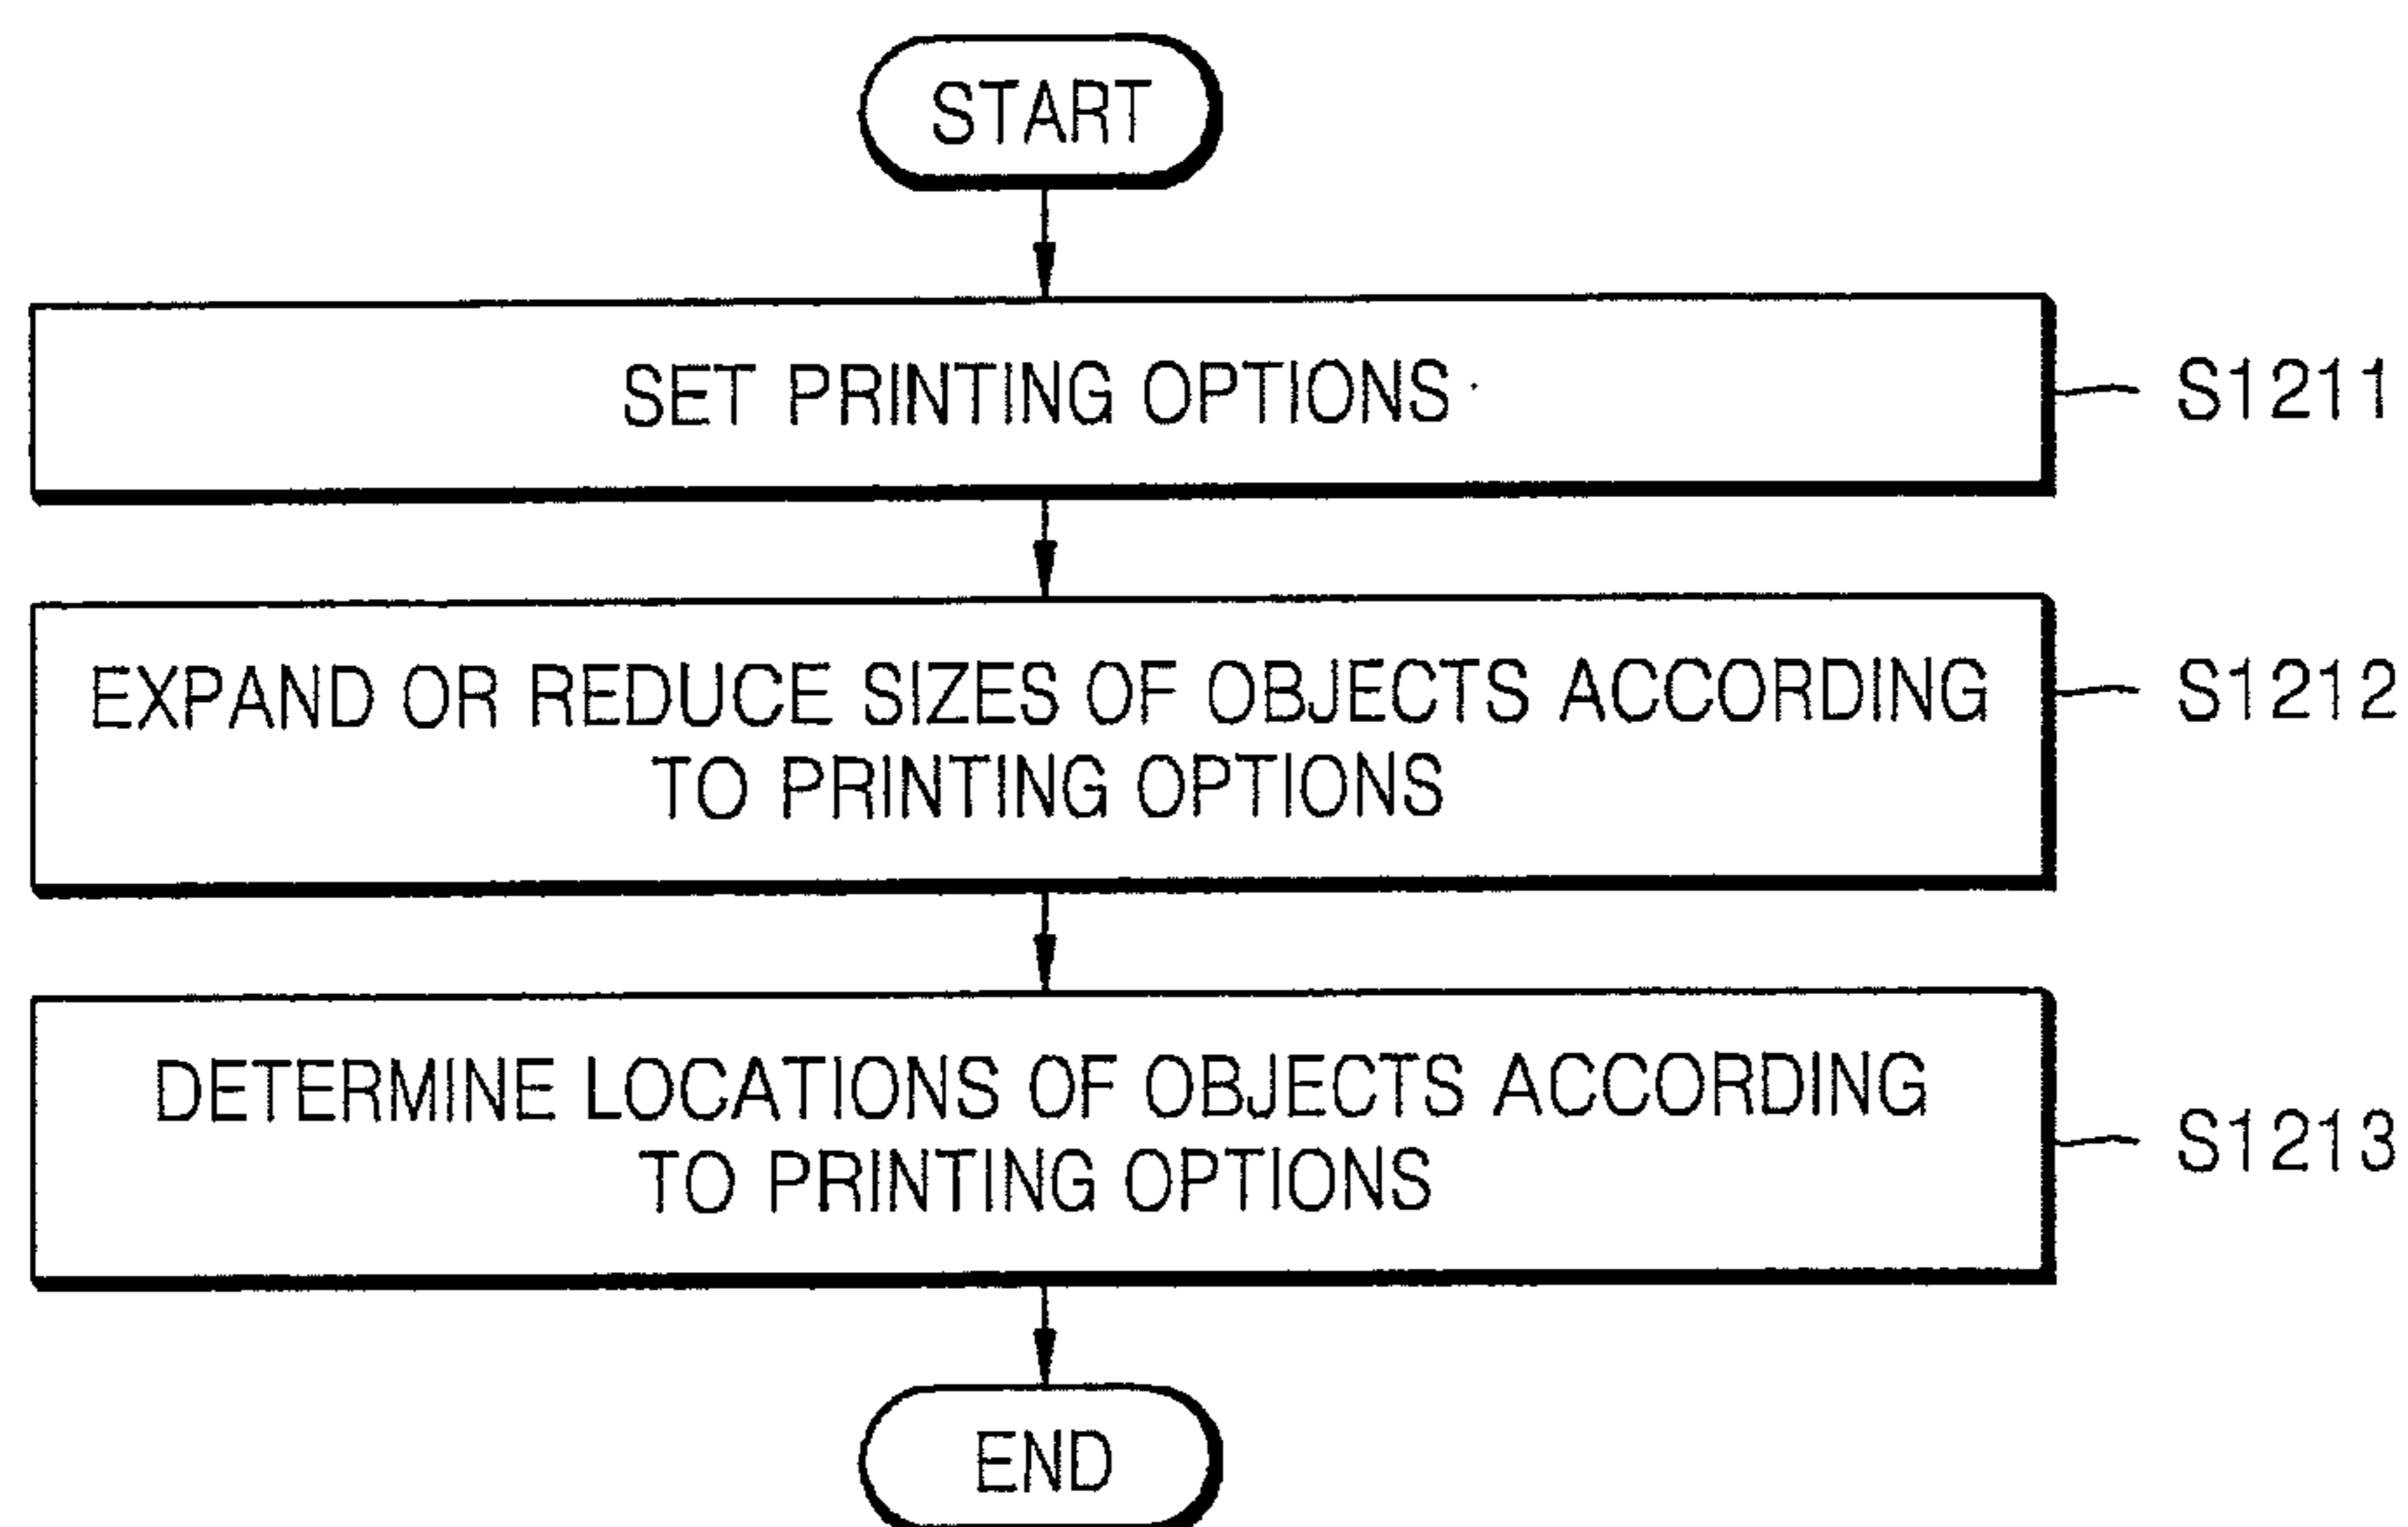 START
SET PRINTING OPTIONS
S1211
EXPAND OR REDUCE SIZES OF OBJECTS ACCORDING
TO PRINTING OPTIONS
S1212
DETERMINE LOCATIONS OF OBJECTS ACCORDING
TO PRINTING OPTIONS
S1213
END